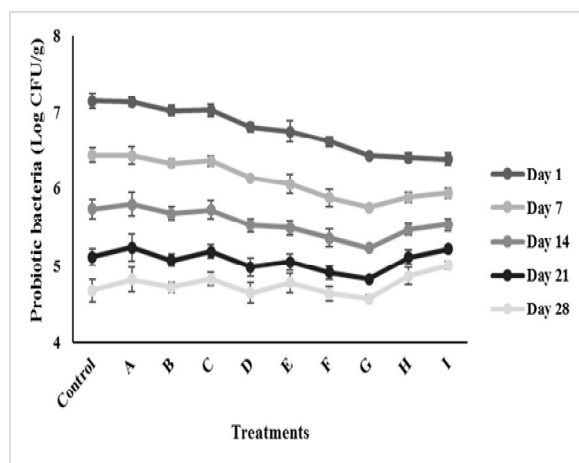 8
7
6
5
4
Probiotic bacteria (Log CFU/g)
Control
A
B
C
D
E
F
G
H
I
Treatments
Day 1
Day 7
Day 14
Day 21
Day 28